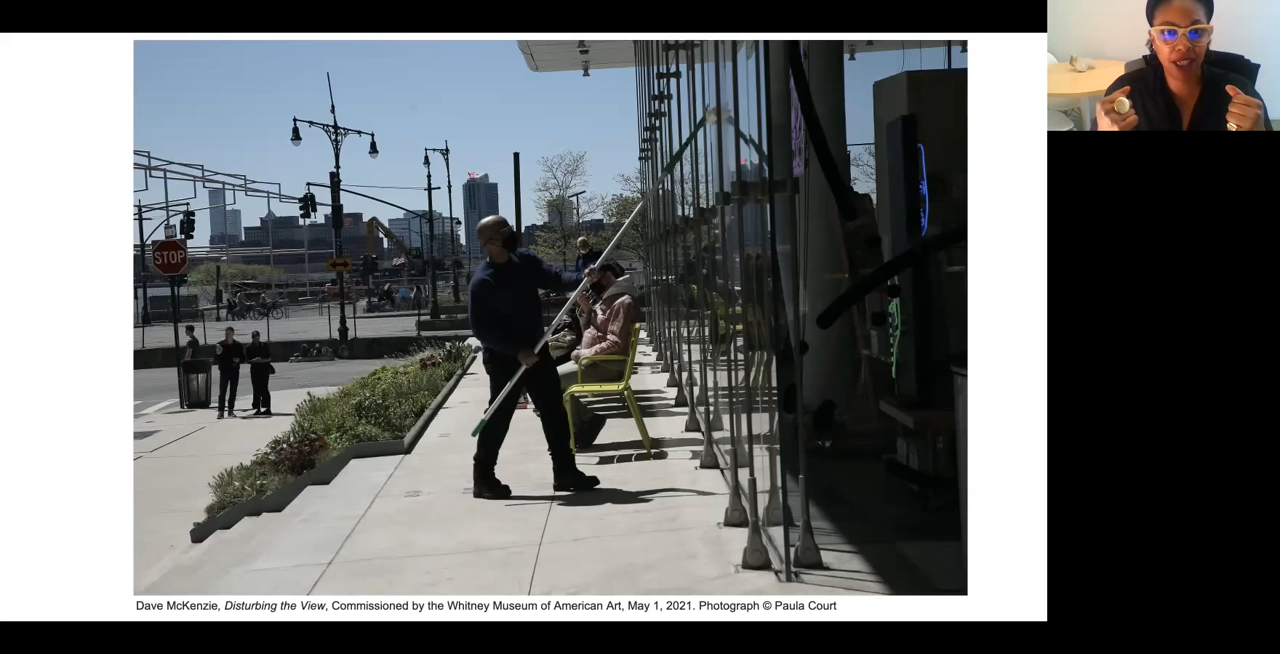 STOP
Dave McKenzie, Disturbing the View, Commissioned by the Whitney Museum of American Art, May 1, 2021. Photograph © Paula Court